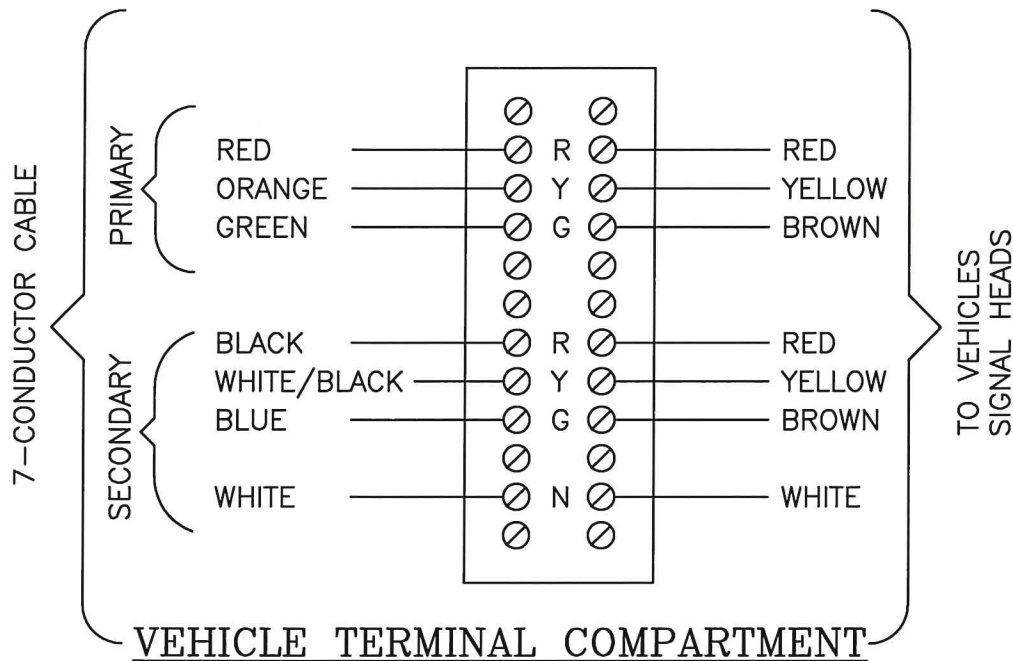 7-CONDUCTOR CABLE
PRIMARY
RED R RED
ORANGE Y YELLOW
GREEN G BROWN
SECONDARY
BLACK R RED
WHITE/BLACK Y YELLOW
BLUE G BROWN
WHITE N WHITE
TO VEHICLES
SIGNAL HEADS
VEHICLE TERMINAL COMPARTMENT